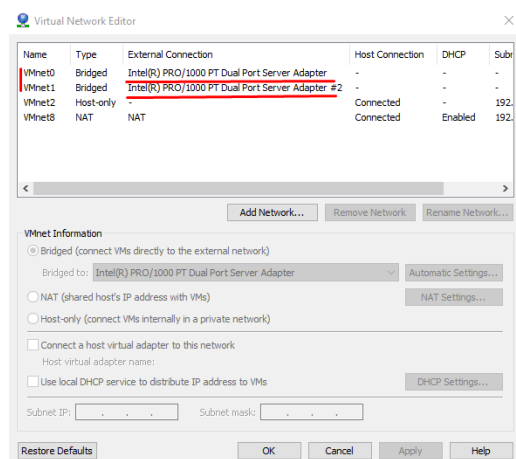 Virtual Network Editor
Name Type External Connection Host Connection DHCP Subr
VMnet0 Bridged Intel(R) PRO/1000 PT Dual Port Server Adapter - - -
VMnet1 Bridged Intel(R) PRO/1000 PT Dual Port Server Adapter #2 - - -
VMnet2 Host-only - Connected - 192.
VMnet8 NAT NAT Connected Enabled 192.
Add Network... Remove Network Rename Network...
VMnet Information
Bridged (connect VMs directly to the external network)
Bridged to: Intel(R) PRO/1000 PT Dual Port Server Adapter Automatic Settings...
NAT (shared host's IP address with VMs) NAT Settings...
Host-only (connect VMs internally in a private network)
Connect a host virtual adapter to this network
Host virtual adapter name:
Use local DHCP service to distribute IP address to VMs DHCP Settings...
Subnet IP: . . . Subnet mask: . . .
Restore Defaults OK Cancel Apply Help